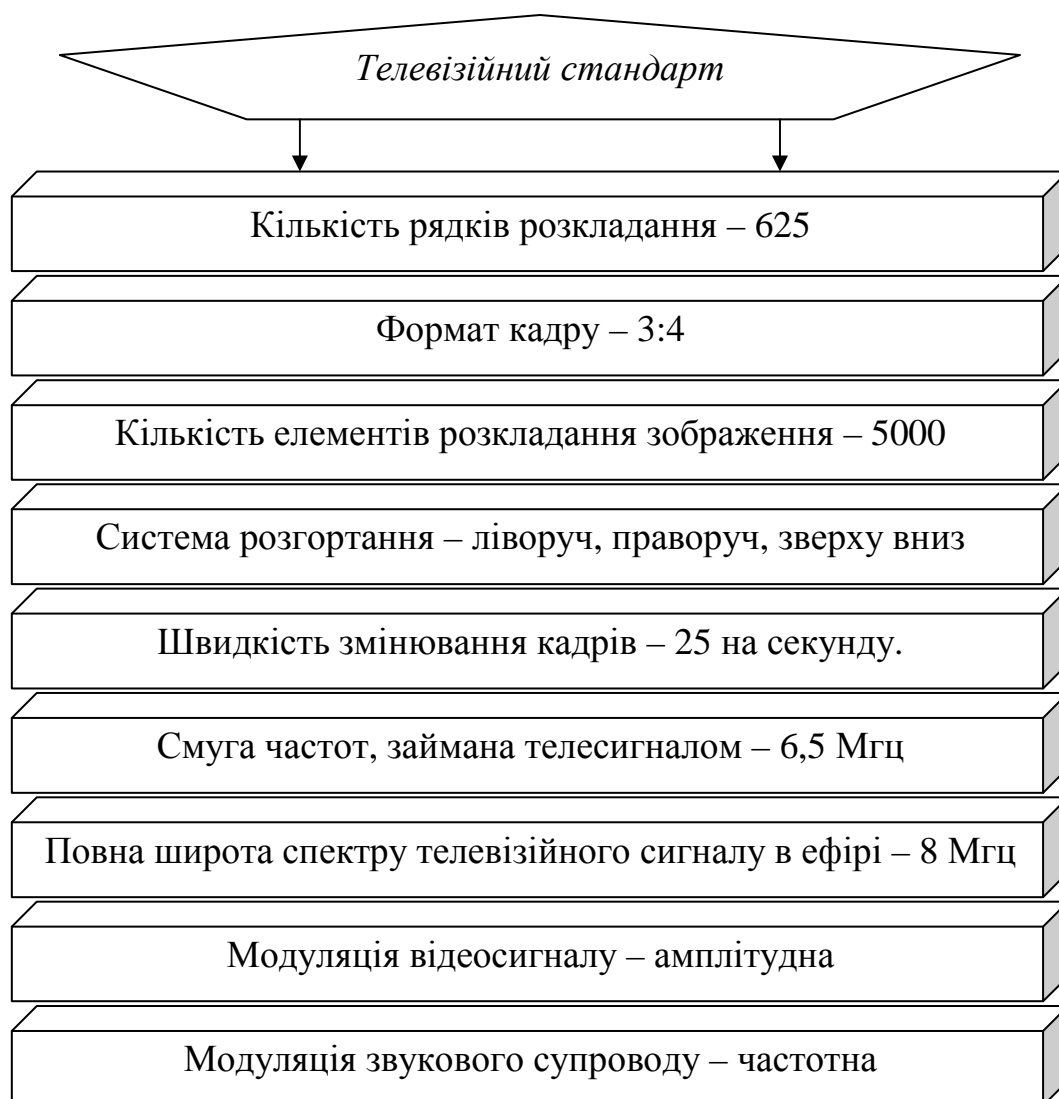 Телевізійний стандарт
Кількість рядків розкладання – 625
Формат кадру – 3:4
Кількість елементів розкладання зображення – 5000
Система розгортання – ліворуч, праворуч, зверху вниз
Швидкість змінювання кадрів – 25 на секунду.
Смуга частот, займана телесигналом – 6,5 Мгц
Повна широта спектру телевізійного сигналу в ефірі – 8 Мгц
Модуляція відеосигналу – амплітудна
Модуляція звукового супроводу – частотна